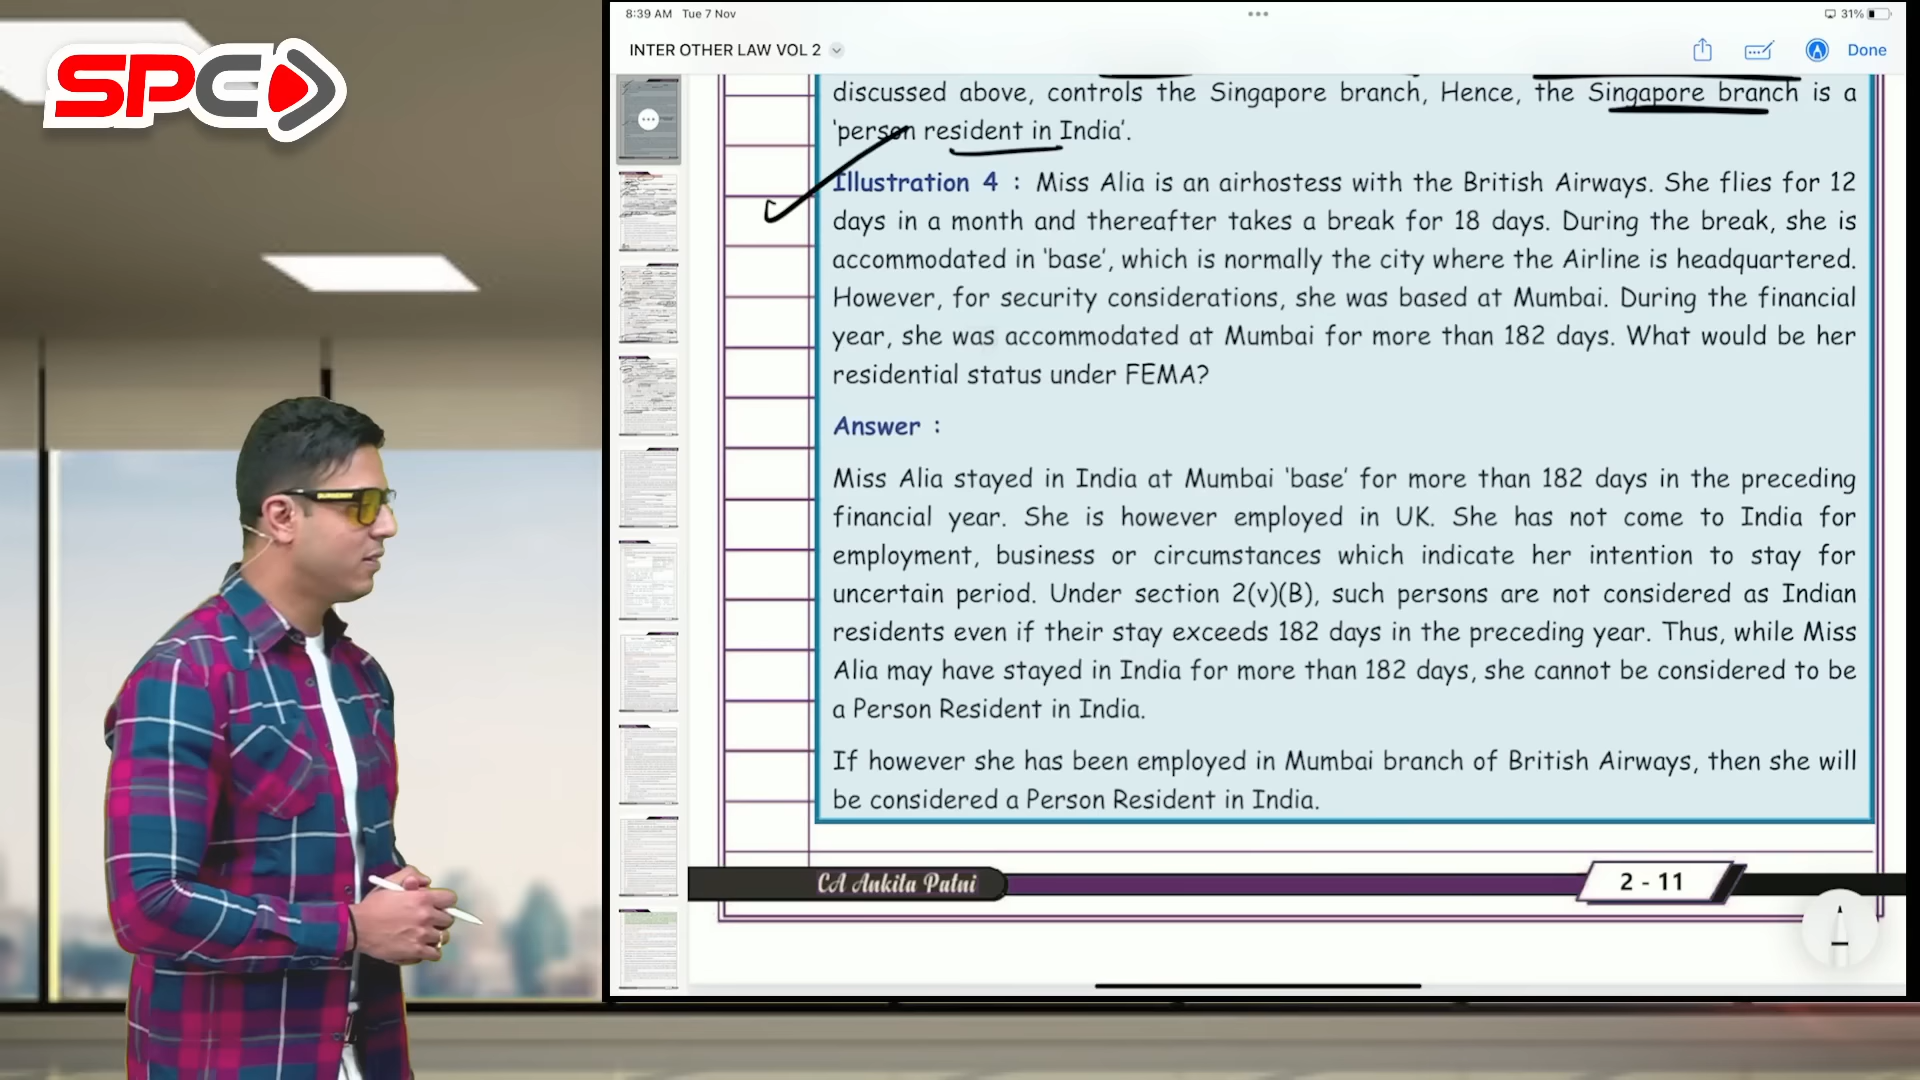 SPC
8:39 AM Tue 7 Nov
31%
INTER OTHER LAW VOL 2
Done
discussed above, controls the Singapore branch, Hence, the Singapore branch is a
‘person resident in India’.
Illustration 4 : Miss Alia is an airhostess with the British Airways. She flies for 12
days in a month and thereafter takes a break for 18 days. During the break, she is
accommodated in ‘base’, which is normally the city where the Airline is headquartered.
However, for security considerations, she was based at Mumbai. During the financial
year, she was accommodated at Mumbai for more than 182 days. What would be her
residential status under FEMA?
Answer :
Miss Alia stayed in India at Mumbai ‘base’ for more than 182 days in the preceding
financial year. She is however employed in UK. She has not come to India for
employment, business or circumstances which indicate her intention to stay for
uncertain period. Under section 2(v)(B), such persons are not considered as Indian
residents even if their stay exceeds 182 days in the preceding year. Thus, while Miss
Alia may have stayed in India for more than 182 days, she cannot be considered to be
a Person Resident in India.
If however she has been employed in Mumbai branch of British Airways, then she will
be considered a Person Resident in India.
CA Ankita Patni
2 - 11